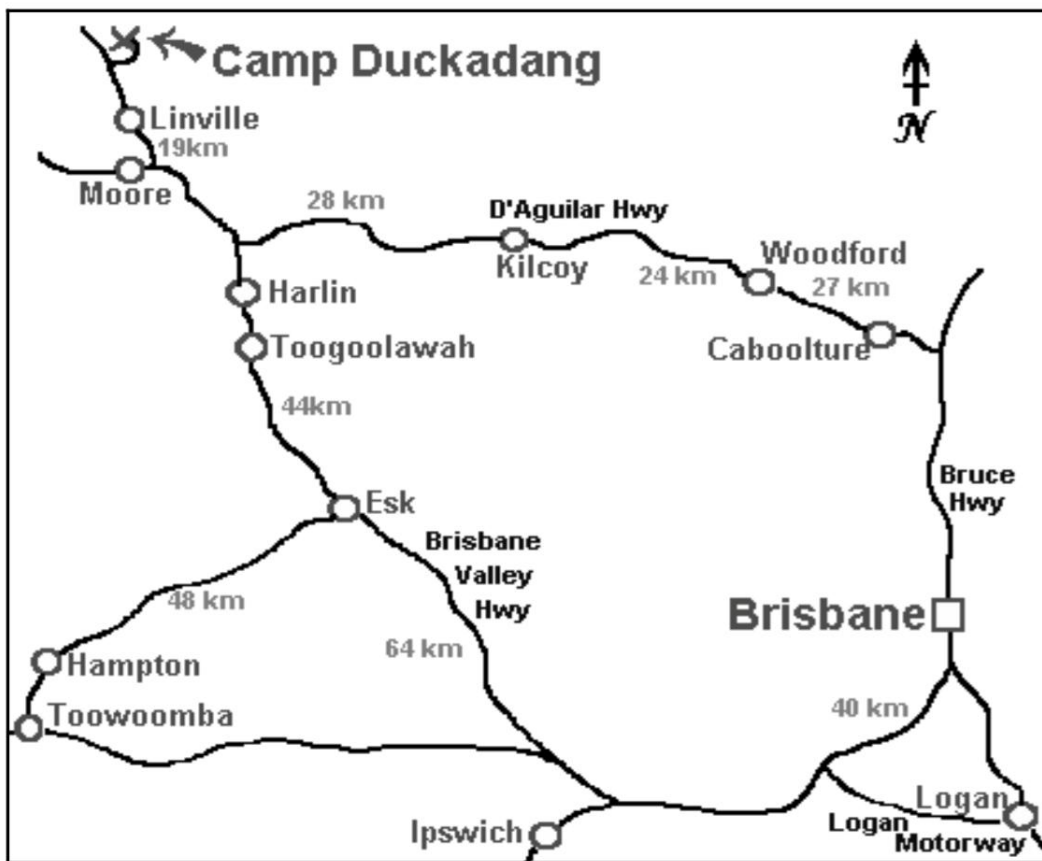 Camp Duckadang
N
Linville
19km
Moore
28 km
D'Aguilar Hwy
Kilcoy
24 km
Woodford
27 km
Caboolture
Harlin
Toogoolawah
44km
Esk
Brisbane
Valley
Hwy
Bruce
Hwy
48 km
64 km
Brisbane
Hampton
Toowoomba
40 km
Ipswich
Logan
Logan
Motorway